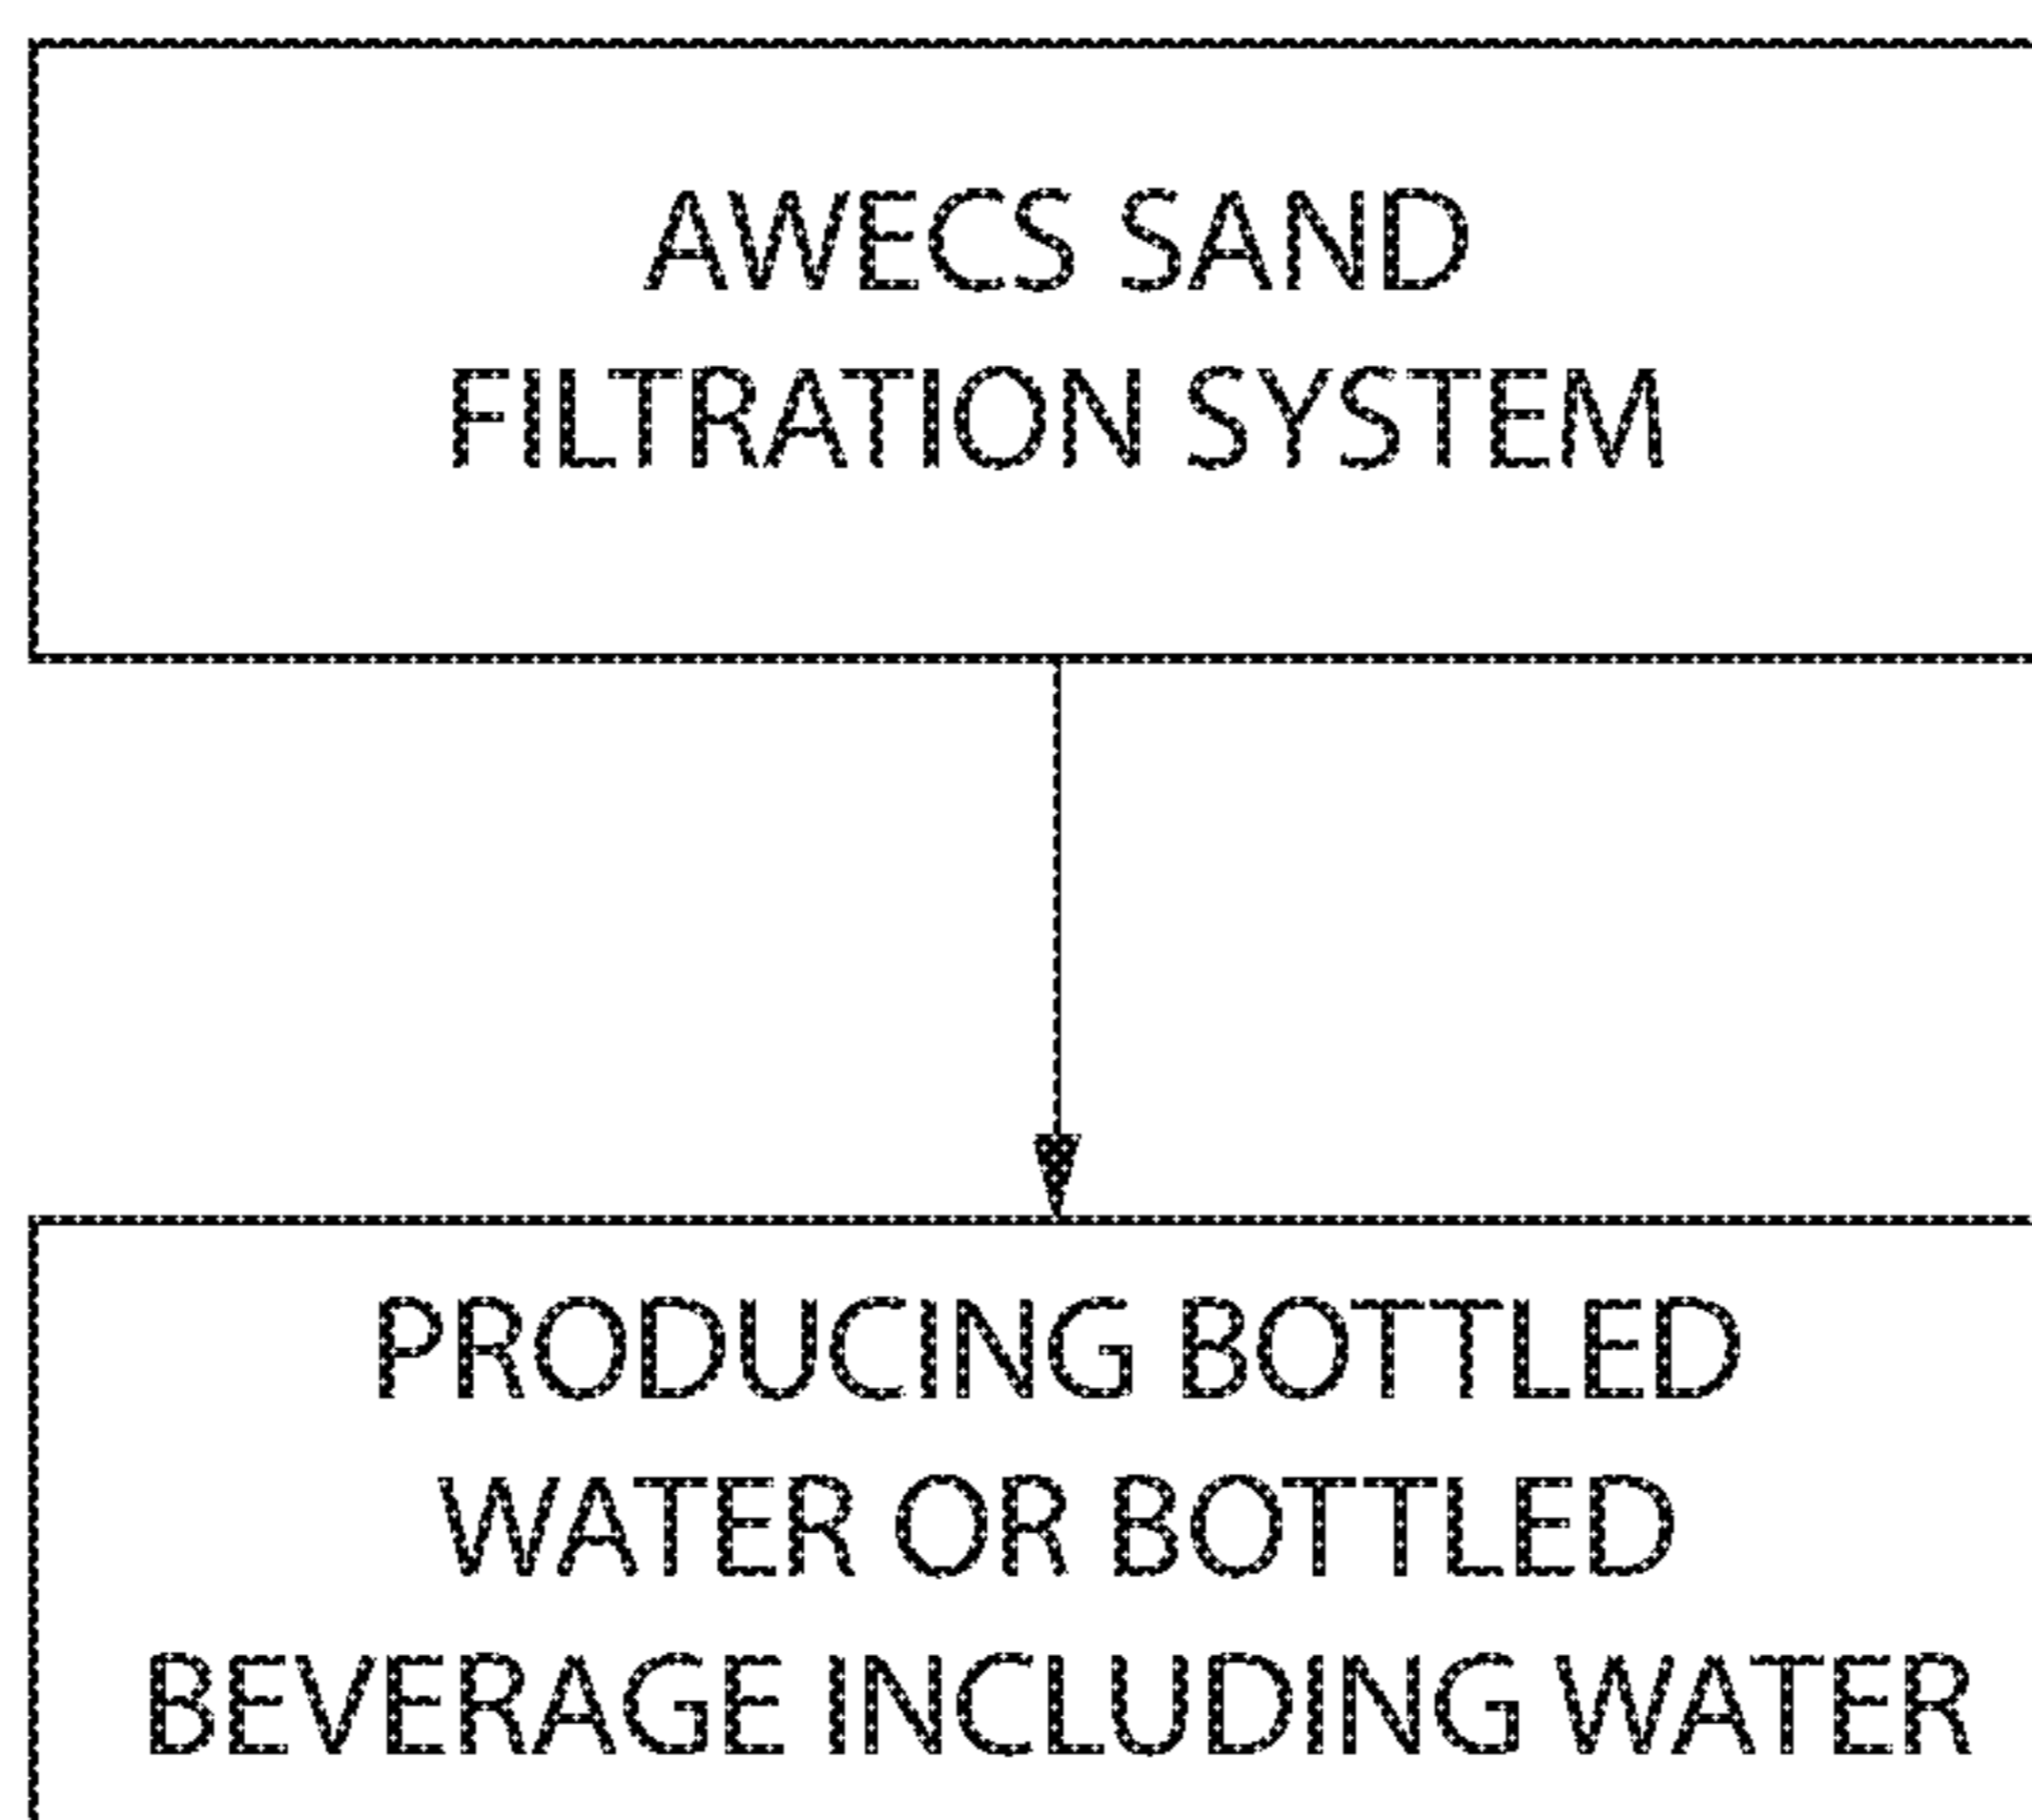 AWECS SAND
FILTRATION SYSTEM
PRODUCING BOTTLED
WATER OR BOTTLED
BEVERAGE INCLUDING WATER